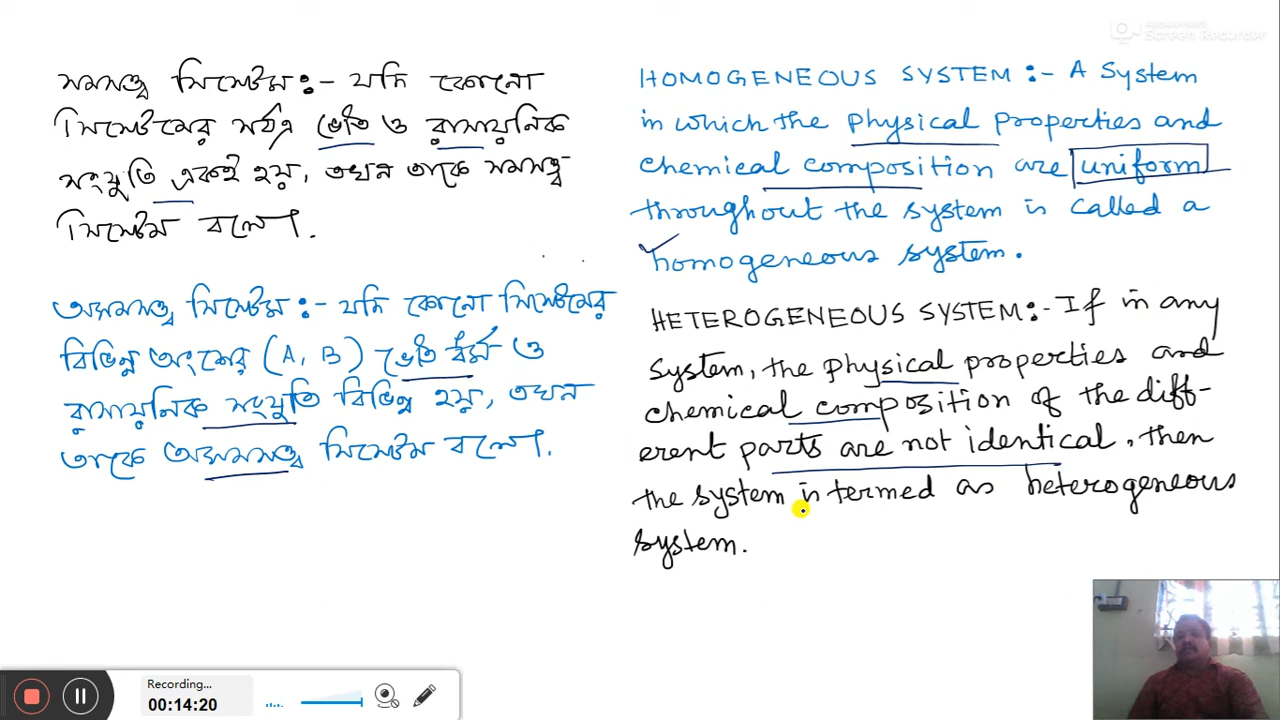 সমসত্ত্ব সিস্টেম :- যদি কোনো
সিস্টেমের সর্বত্র ভৌত ও রাসায়নিক
সংযুতি একই হয়, তখন তাকে সমসত্ত্ব
সিস্টেম বলে।
অসমসত্ত্ব সিস্টেম :- যদি কোনো সিস্টেমের
বিভিন্ন অংশের (A, B) ভৌত ধর্ম ও
রাসায়নিক সংযুতি বিভিন্ন হয়, তখন
তাকে অসমসত্ত্ব সিস্টেম বলে।
HOMOGENEOUS SYSTEM :- A System
in which the physical properties and
chemical composition are uniform
throughout the system is called a
homogeneous system.
HETEROGENEOUS SYSTEM :- If in any
system, the physical properties and
chemical composition of the diff-
erent parts are not identical, then
the system is termed as heterogeneous
system.
Screen Recorder
Recording...
00:14:20